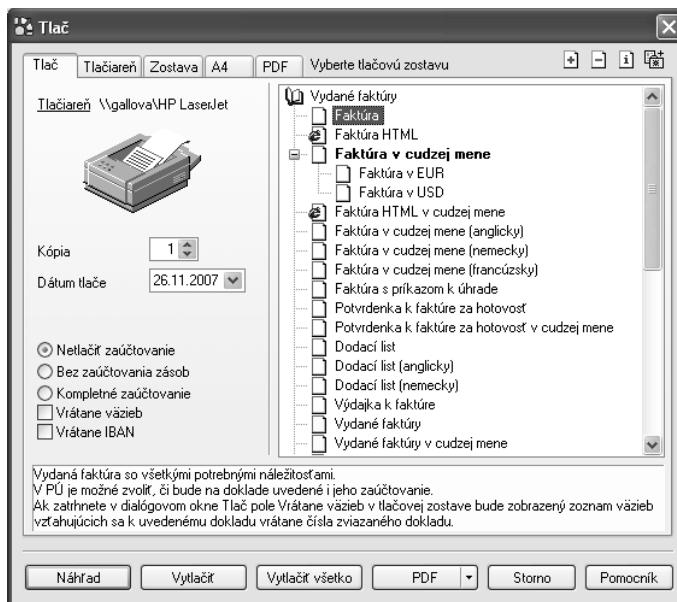 Tlač
Tlač Tlačiareň Zostava A4 PDF Vyberte tlačovú zostavu
Tlačiareň \\gallova\HP LaserJet
Kópia 1
Dátum tlače 26.11.2007
Netlačiť zaúčtovanie
Bez zaúčtovania zásob
Kompletné zaúčtovanie
Vrátane väzieb
Vrátane IBAN
Vydané faktúry
Faktúra
Faktúra HTML
Faktúra v cudzej mene
Faktúra v EUR
Faktúra v USD
Faktúra HTML v cudzej mene
Faktúra v cudzej mene (anglicky)
Faktúra v cudzej mene (nemecky)
Faktúra v cudzej mene (francúzsky)
Faktúra s príkazom k úhrade
Potvrdenka k faktúre za hotovosť
Potvrdenka k faktúre za hotovosť v cudzej mene
Dodací list
Dodací list (anglicky)
Dodací list (nemecky)
Výdajka k faktúre
Vydané faktúry
Vydané faktúry v cudzej mene
Vydaná faktúra so všetkými potrebnými náležitosťami.
V PÚ je možné zvoliť, či bude na doklade uvedené i jeho zaúčtovanie.
Ak zatrhnete v dialógovom okne Tlač pole Vrátane väzieb v tlačovej zostave bude zobrazený zoznam väzieb
vzťahujúcich sa k uvedenému dokladu vrátane čísla zviazaného dokladu.
Náhľad Vytlačiť Vytlačiť všetko PDF Storno Pomocník